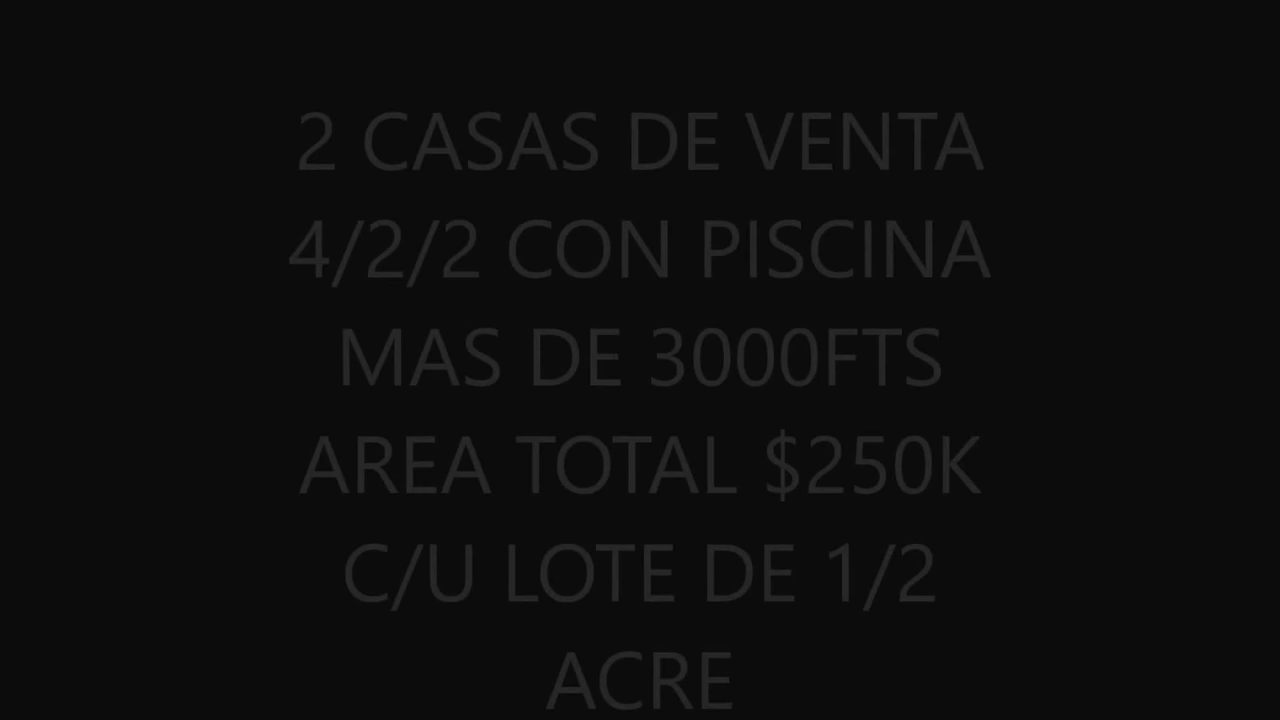 2 CASAS DE VENTA
4/2/2 CON PISCINA
MAS DE 3000FTS
AREA TOTAL $250K
C/U LOTE DE 1/2
ACRE